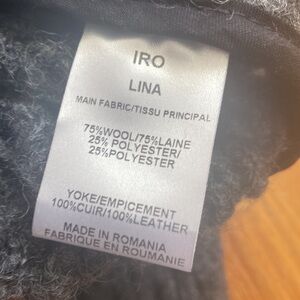 IRO
LINA
MAIN FABRIC/TISSU PRINCIPAL
75%WOOL/75%LAINE
25% POLYESTER/
25%POLYESTER
YOKE/EMPICEMENT
100%CUIR/100%LEATHER
MADE IN ROMANIA
FABRIQUE EN ROUMANIE